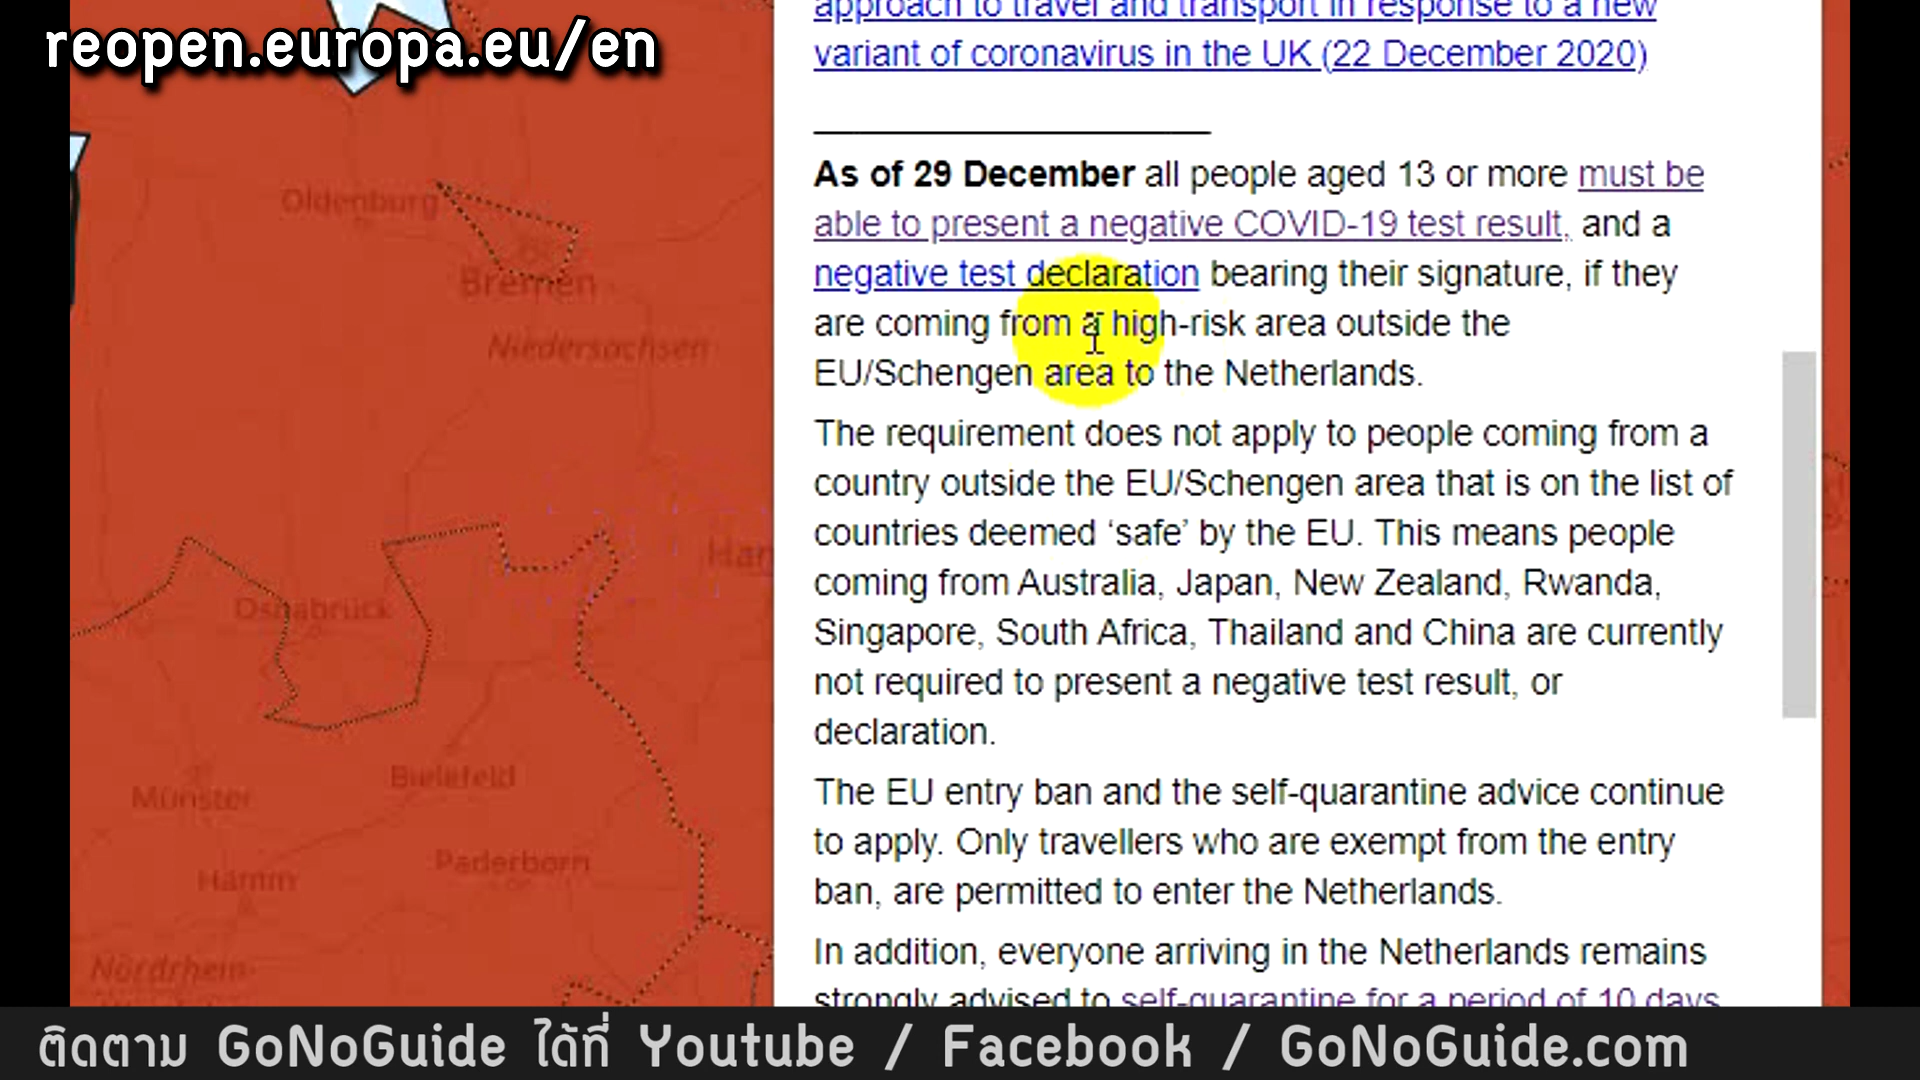 reopen.europa.eu/en
approach to travel and transport in response to a new
variant of coronavirus in the UK (22 December 2020)
As of 29 December all people aged 13 or more must be
able to present a negative COVID-19 test result, and a
negative test declaration bearing their signature, if they
are coming from a high-risk area outside the
EU/Schengen area to the Netherlands.
The requirement does not apply to people coming from a
country outside the EU/Schengen area that is on the list of
countries deemed ‘safe’ by the EU. This means people
coming from Australia, Japan, New Zealand, Rwanda,
Singapore, South Africa, Thailand and China are currently
not required to present a negative test result, or
declaration.
The EU entry ban and the self-quarantine advice continue
to apply. Only travellers who are exempt from the entry
ban, are permitted to enter the Netherlands.
In addition, everyone arriving in the Netherlands remains
strongly advised to self-quarantine for a period of 10 days
Oldenburg
Bremen
Niedersachsen
Han
Osnabrück
Bielefeld
Münster
Paderborn
Hamm
Nordrhein-
ติดตาม GoNoGuide ได้ที่ Youtube / Facebook / GoNoGuide.com